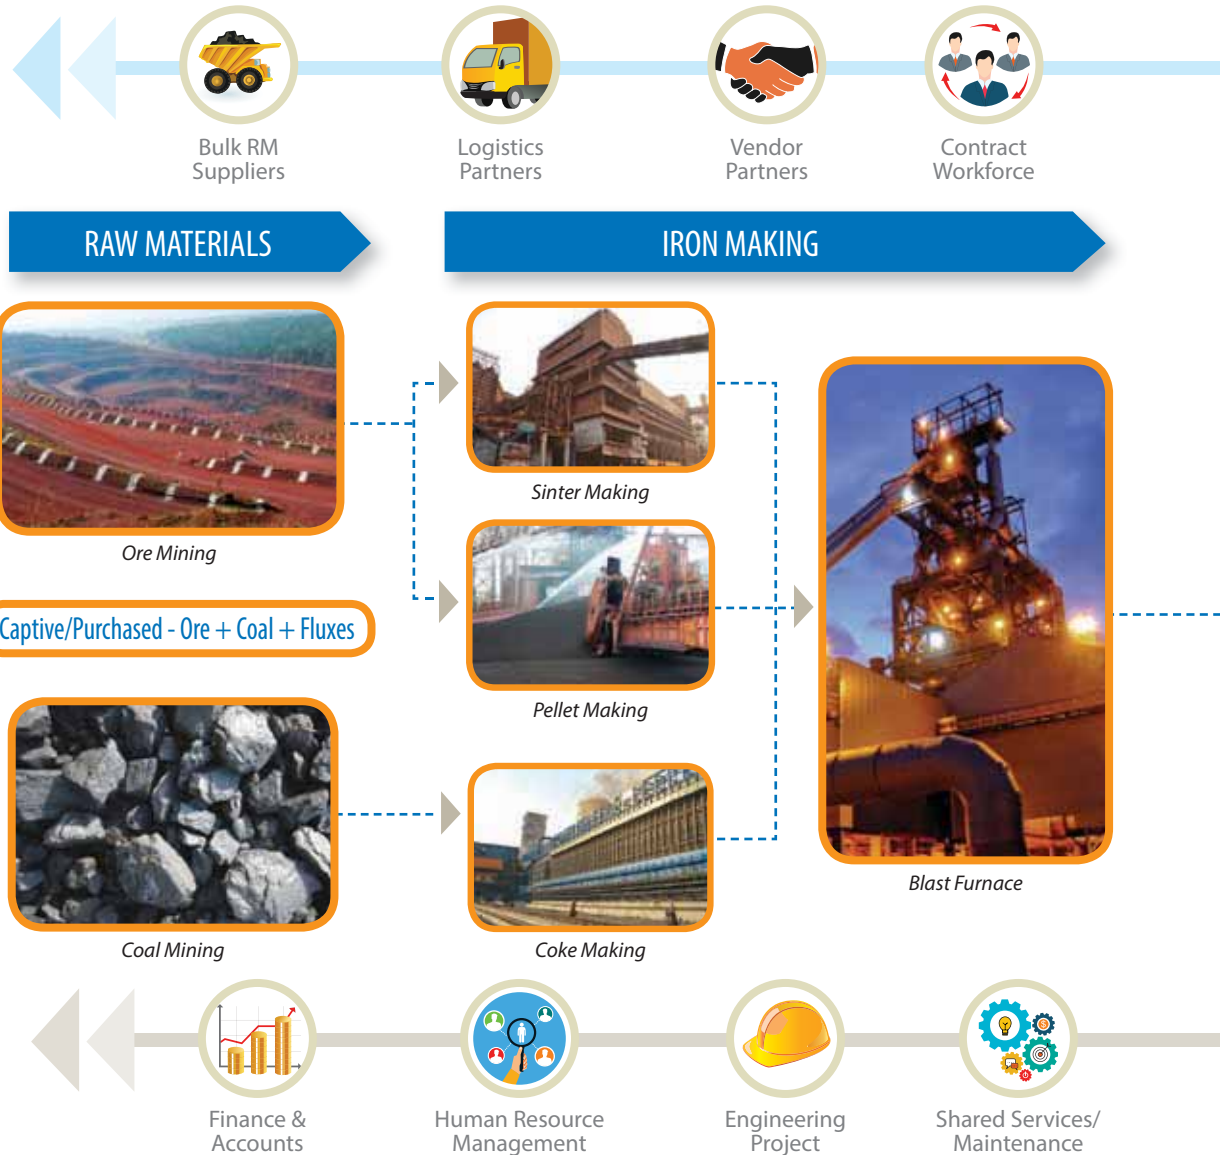 Bulk RM
Suppliers
Logistics
Partners
Vendor
Partners
Contract
Workforce
RAW MATERIALS
IRON MAKING
Ore Mining
Sinter Making
Pellet Making
Captive/Purchased - Ore + Coal + Fluxes
Coal Mining
Coke Making
Blast Furnace
Finance &
Accounts
Human Resource
Management
Engineering
Project
Shared Services/
Maintenance